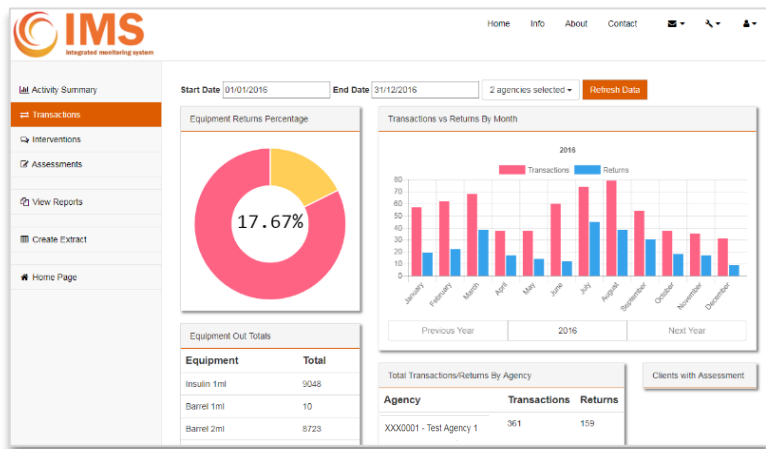 IMS
integrated monitoring system
Home Info About Contact
Activity Summary
Transactions
Interventions
Assessments
View Reports
Create Extract
Home Page
Start Date 01/01/2016 End Date 31/12/2016 2 agencies selected Refresh Data
Equipment Returns Percentage
17.67%
Transactions vs Returns By Month
2016
Transactions Returns
80
70
60
50
40
30
20
10
0
January February March April May June July August September October November December
Previous Year 2016 Next Year
Equipment Out Totals
Equipment Total
Insulin 1ml 9048
Barrel 1ml 10
Barrel 2ml 8723
Total Transactions/Returns By Agency
Agency Transactions Returns
XXX0001 - Test Agency 1 361 159
Clients with Assessment